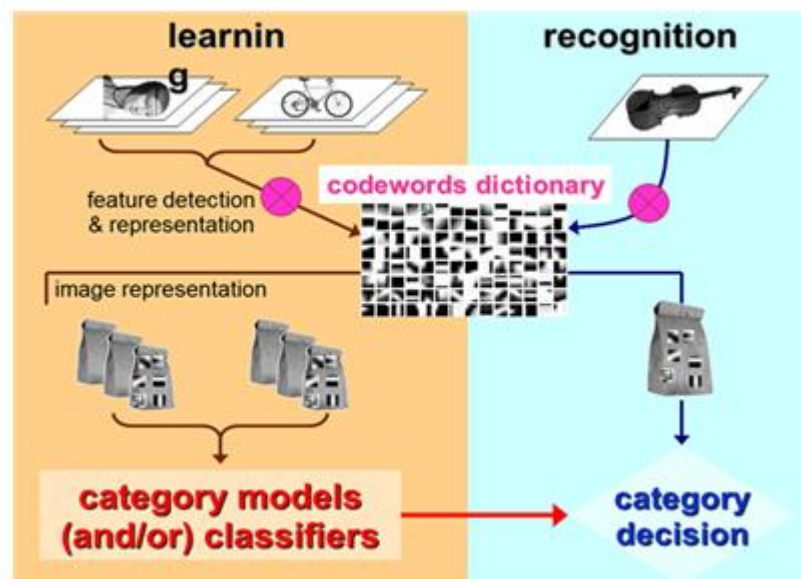 learnin
g
recognition
codewords dictionary
feature detection
& representation
image representation
category models
(and/or) classifiers
category
decision